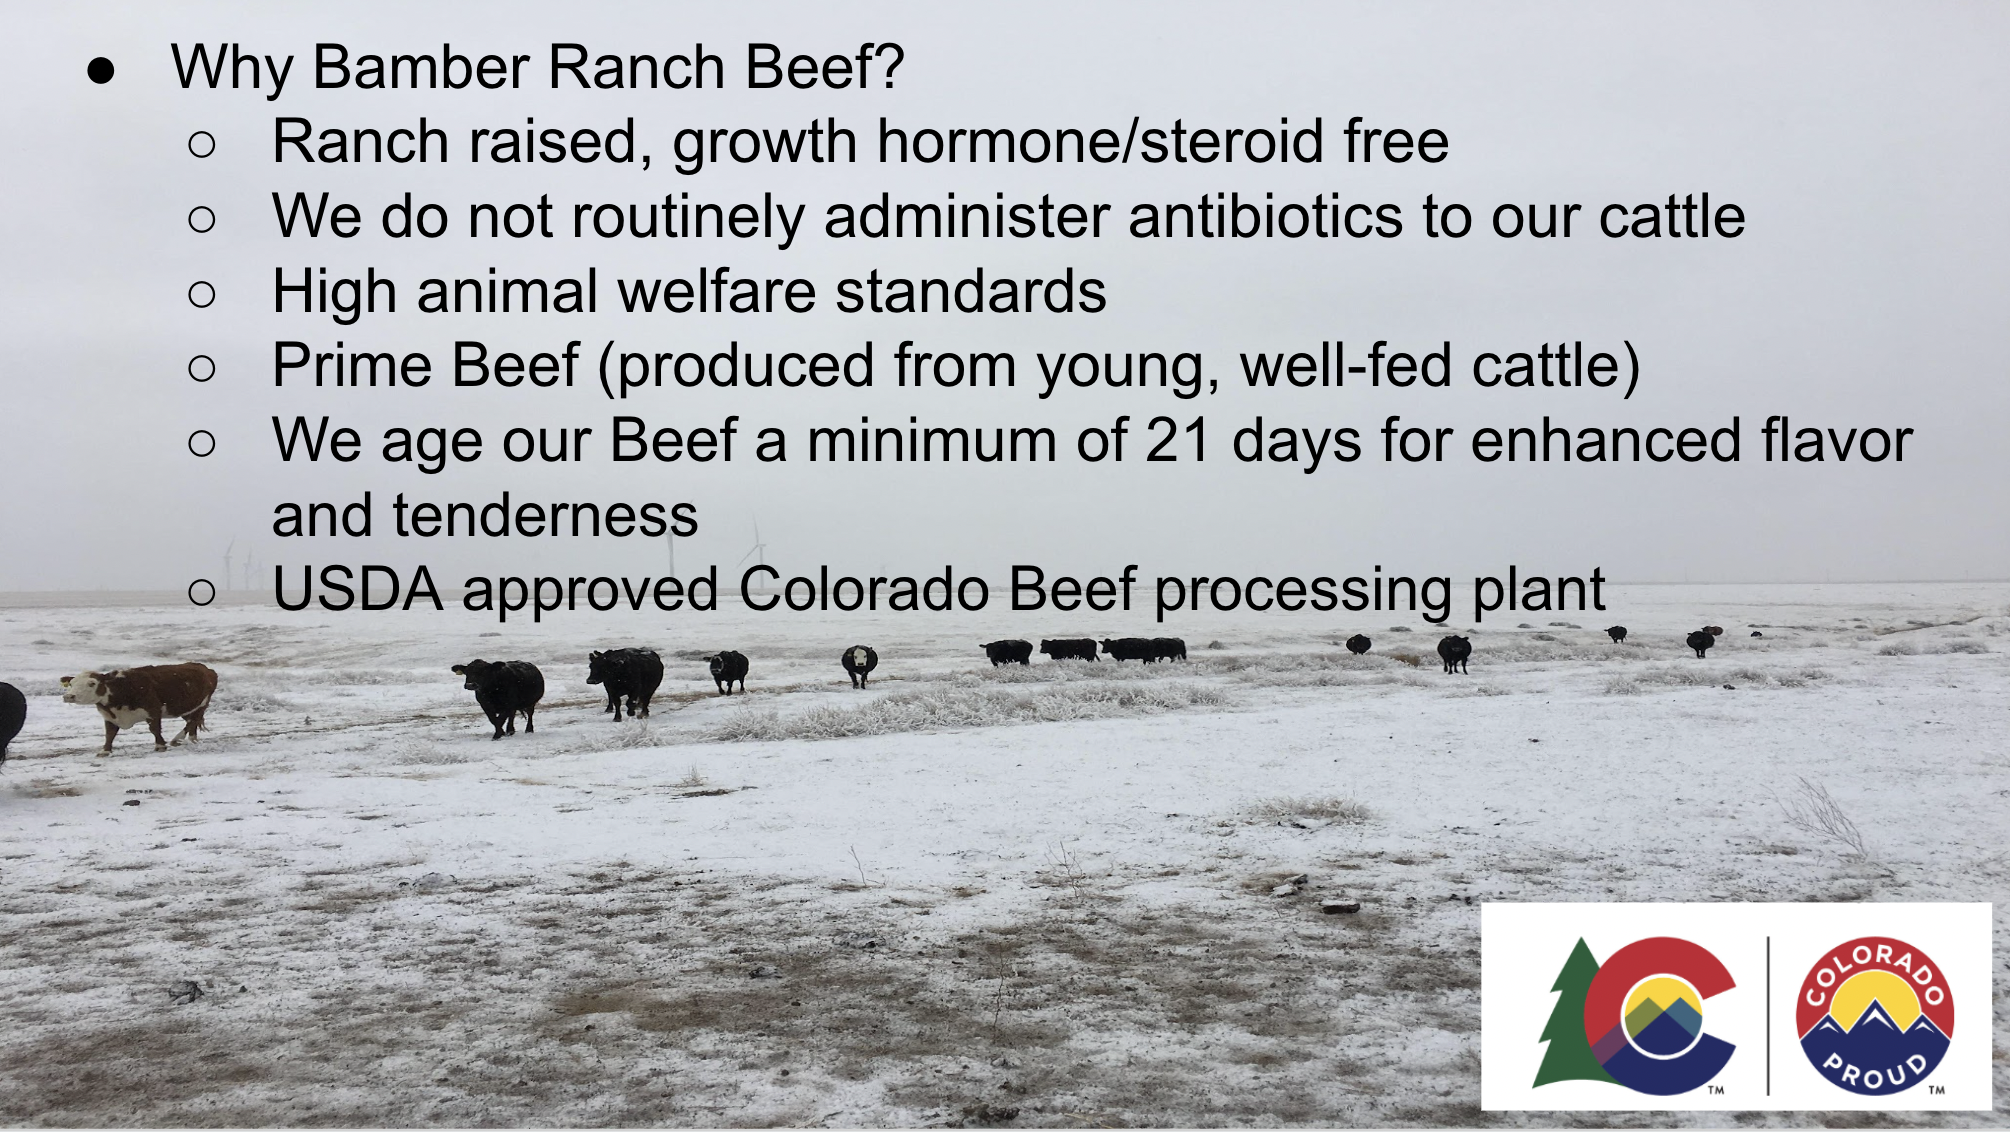 ● Why Bamber Ranch Beef?
○ Ranch raised, growth hormone/steroid free
○ We do not routinely administer antibiotics to our cattle
○ High animal welfare standards
○ Prime Beef (produced from young, well-fed cattle)
○ We age our Beef a minimum of 21 days for enhanced flavor
and tenderness
○ USDA approved Colorado Beef processing plant
C TM
COLORADO
PROUD TM